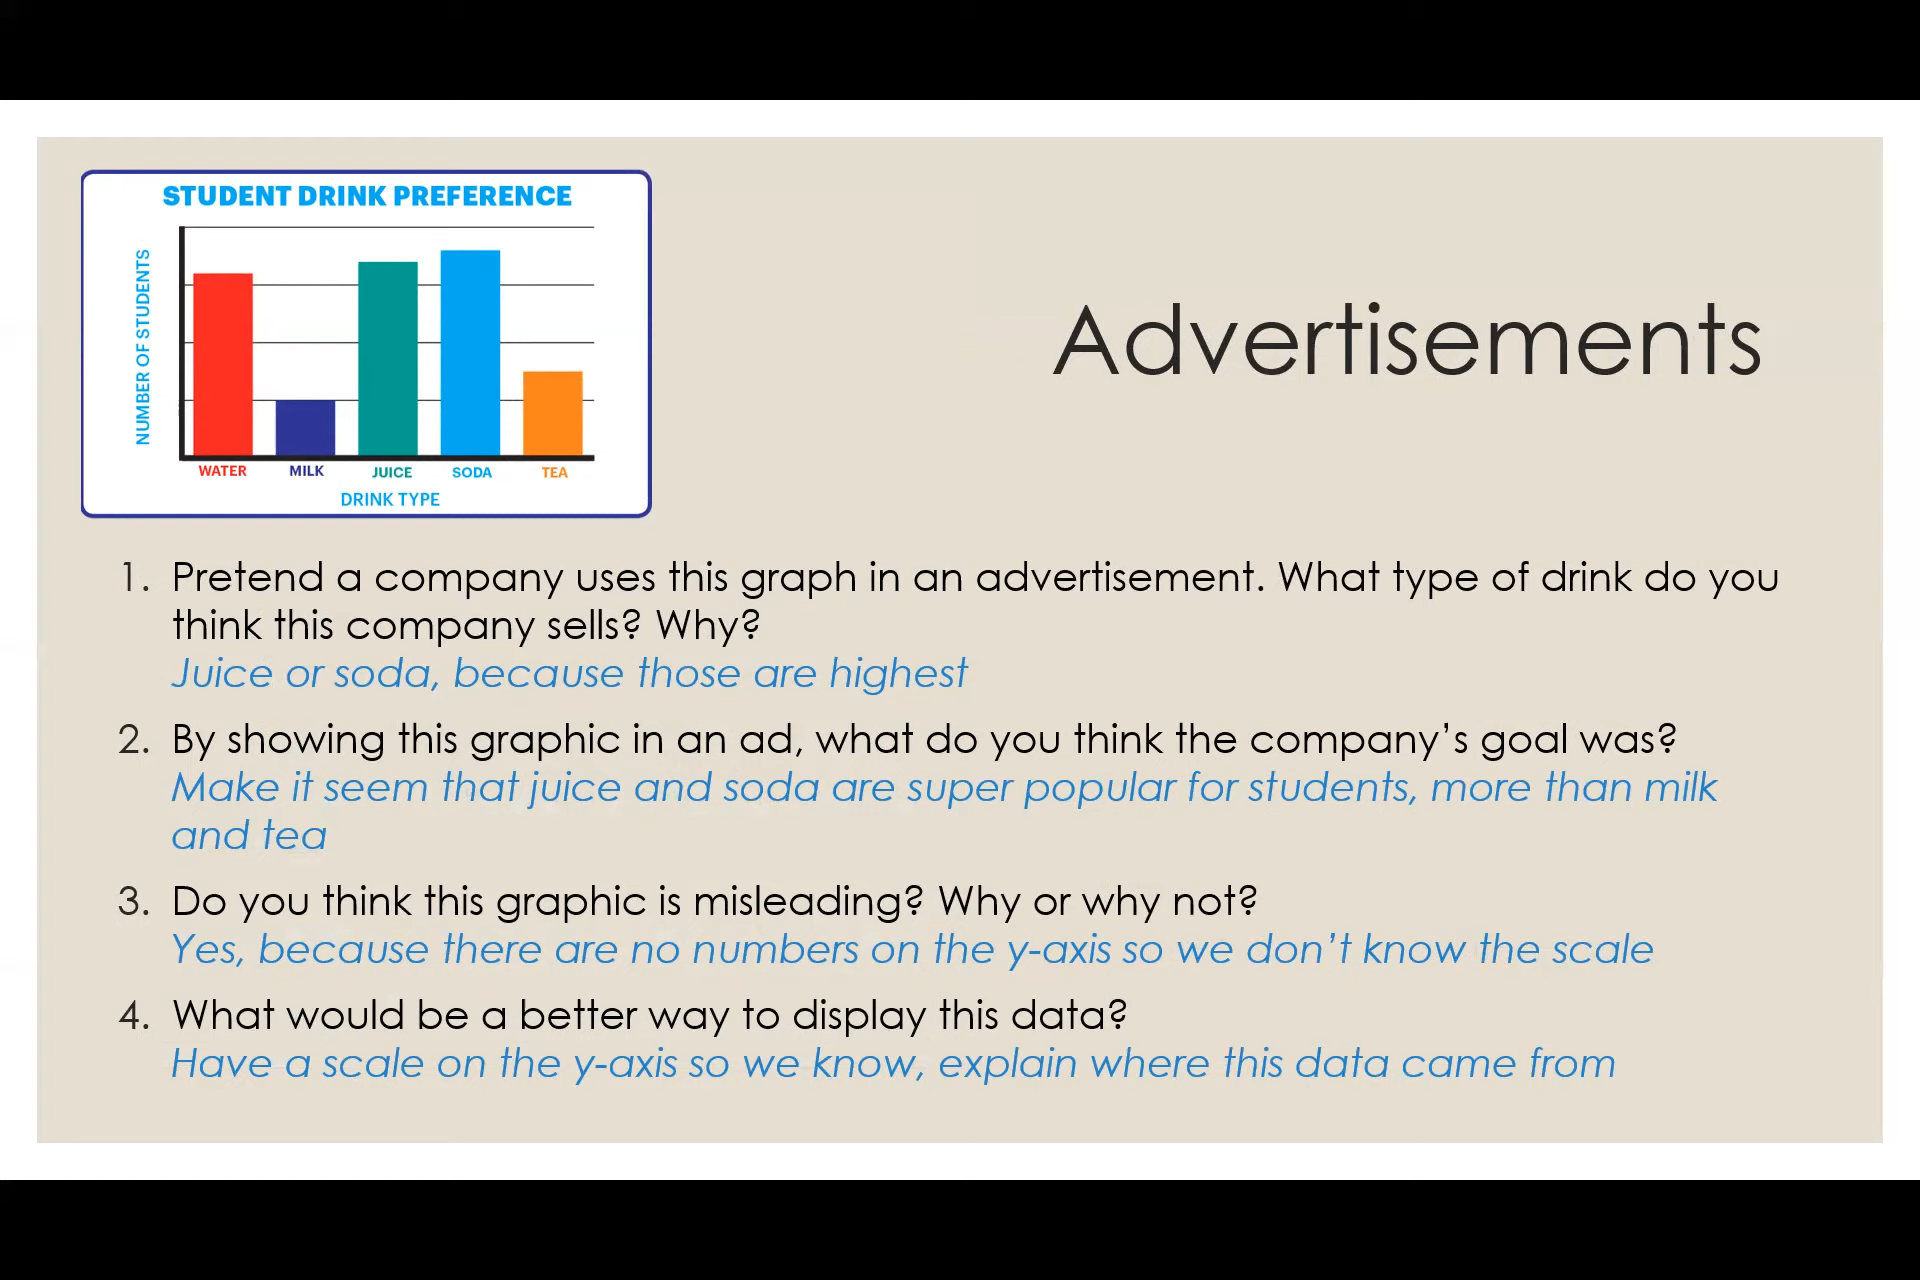 STUDENT DRINK PREFERENCE
NUMBER OF STUDENTS
WATER MILK JUICE SODA TEA
DRINK TYPE
Advertisements
1. Pretend a company uses this graph in an advertisement. What type of drink do you
think this company sells? Why?
Juice or soda, because those are highest
2. By showing this graphic in an ad, what do you think the company’s goal was?
Make it seem that juice and soda are super popular for students, more than milk
and tea
3. Do you think this graphic is misleading? Why or why not?
Yes, because there are no numbers on the y-axis so we don’t know the scale
4. What would be a better way to display this data?
Have a scale on the y-axis so we know, explain where this data came from